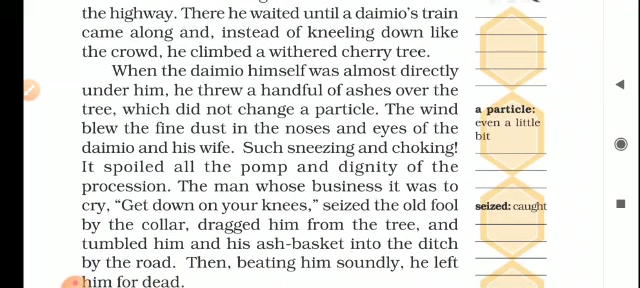 the highway. There he waited until a daimio's train
came along and, instead of kneeling down like
the crowd, he climbed a withered cherry tree.
When the daimio himself was almost directly
under him, he threw a handful of ashes over the
tree, which did not change a particle. The wind
blew the fine dust in the noses and eyes of the
daimio and his wife. Such sneezing and choking!
It spoiled all the pomp and dignity of the
procession. The man whose business it was to
cry, "Get down on your knees," seized the old fool
by the collar, dragged him from the tree, and
tumbled him and his ash-basket into the ditch
by the road. Then, beating him soundly, he left
him for dead.
a particle:
even a little
bit
seized: caught